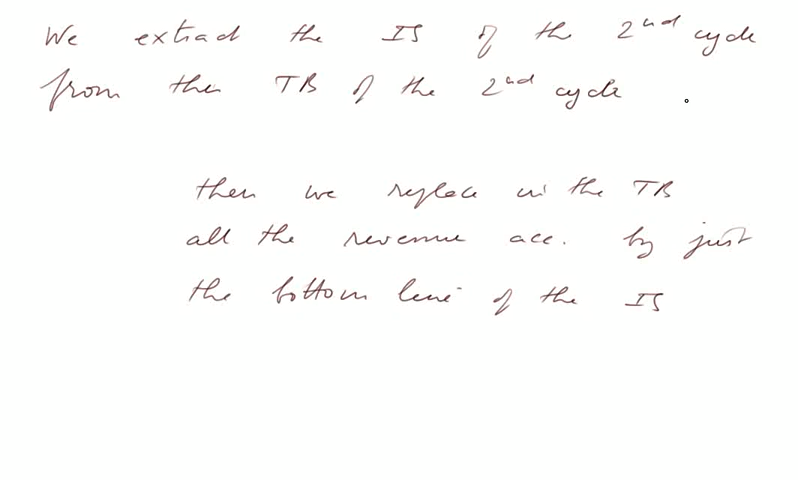 We extract the IS of the 2nd cycle
from the TB of the 2nd cycle .
then we replace in the TB
all the revenue acc. by just
the bottom line of the IS